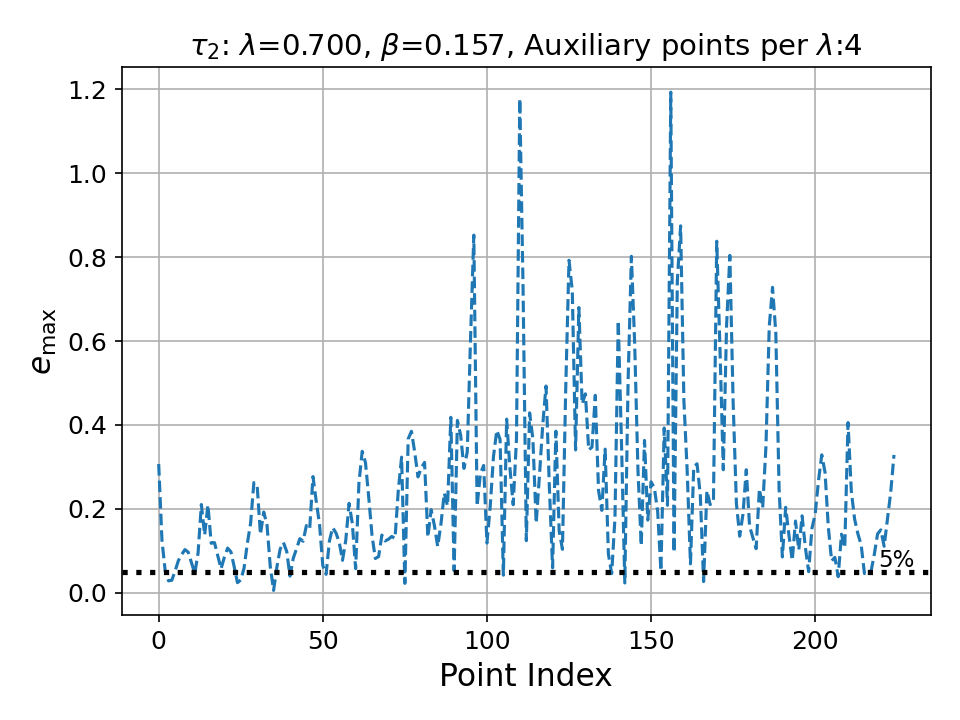 τ₂: λ=0.700, β=0.157, Auxiliary points per λ:4
1.2
1.0
0.8
0.6
0.4
0.2
0.0
e_max
5%
0 50 100 150 200
Point Index